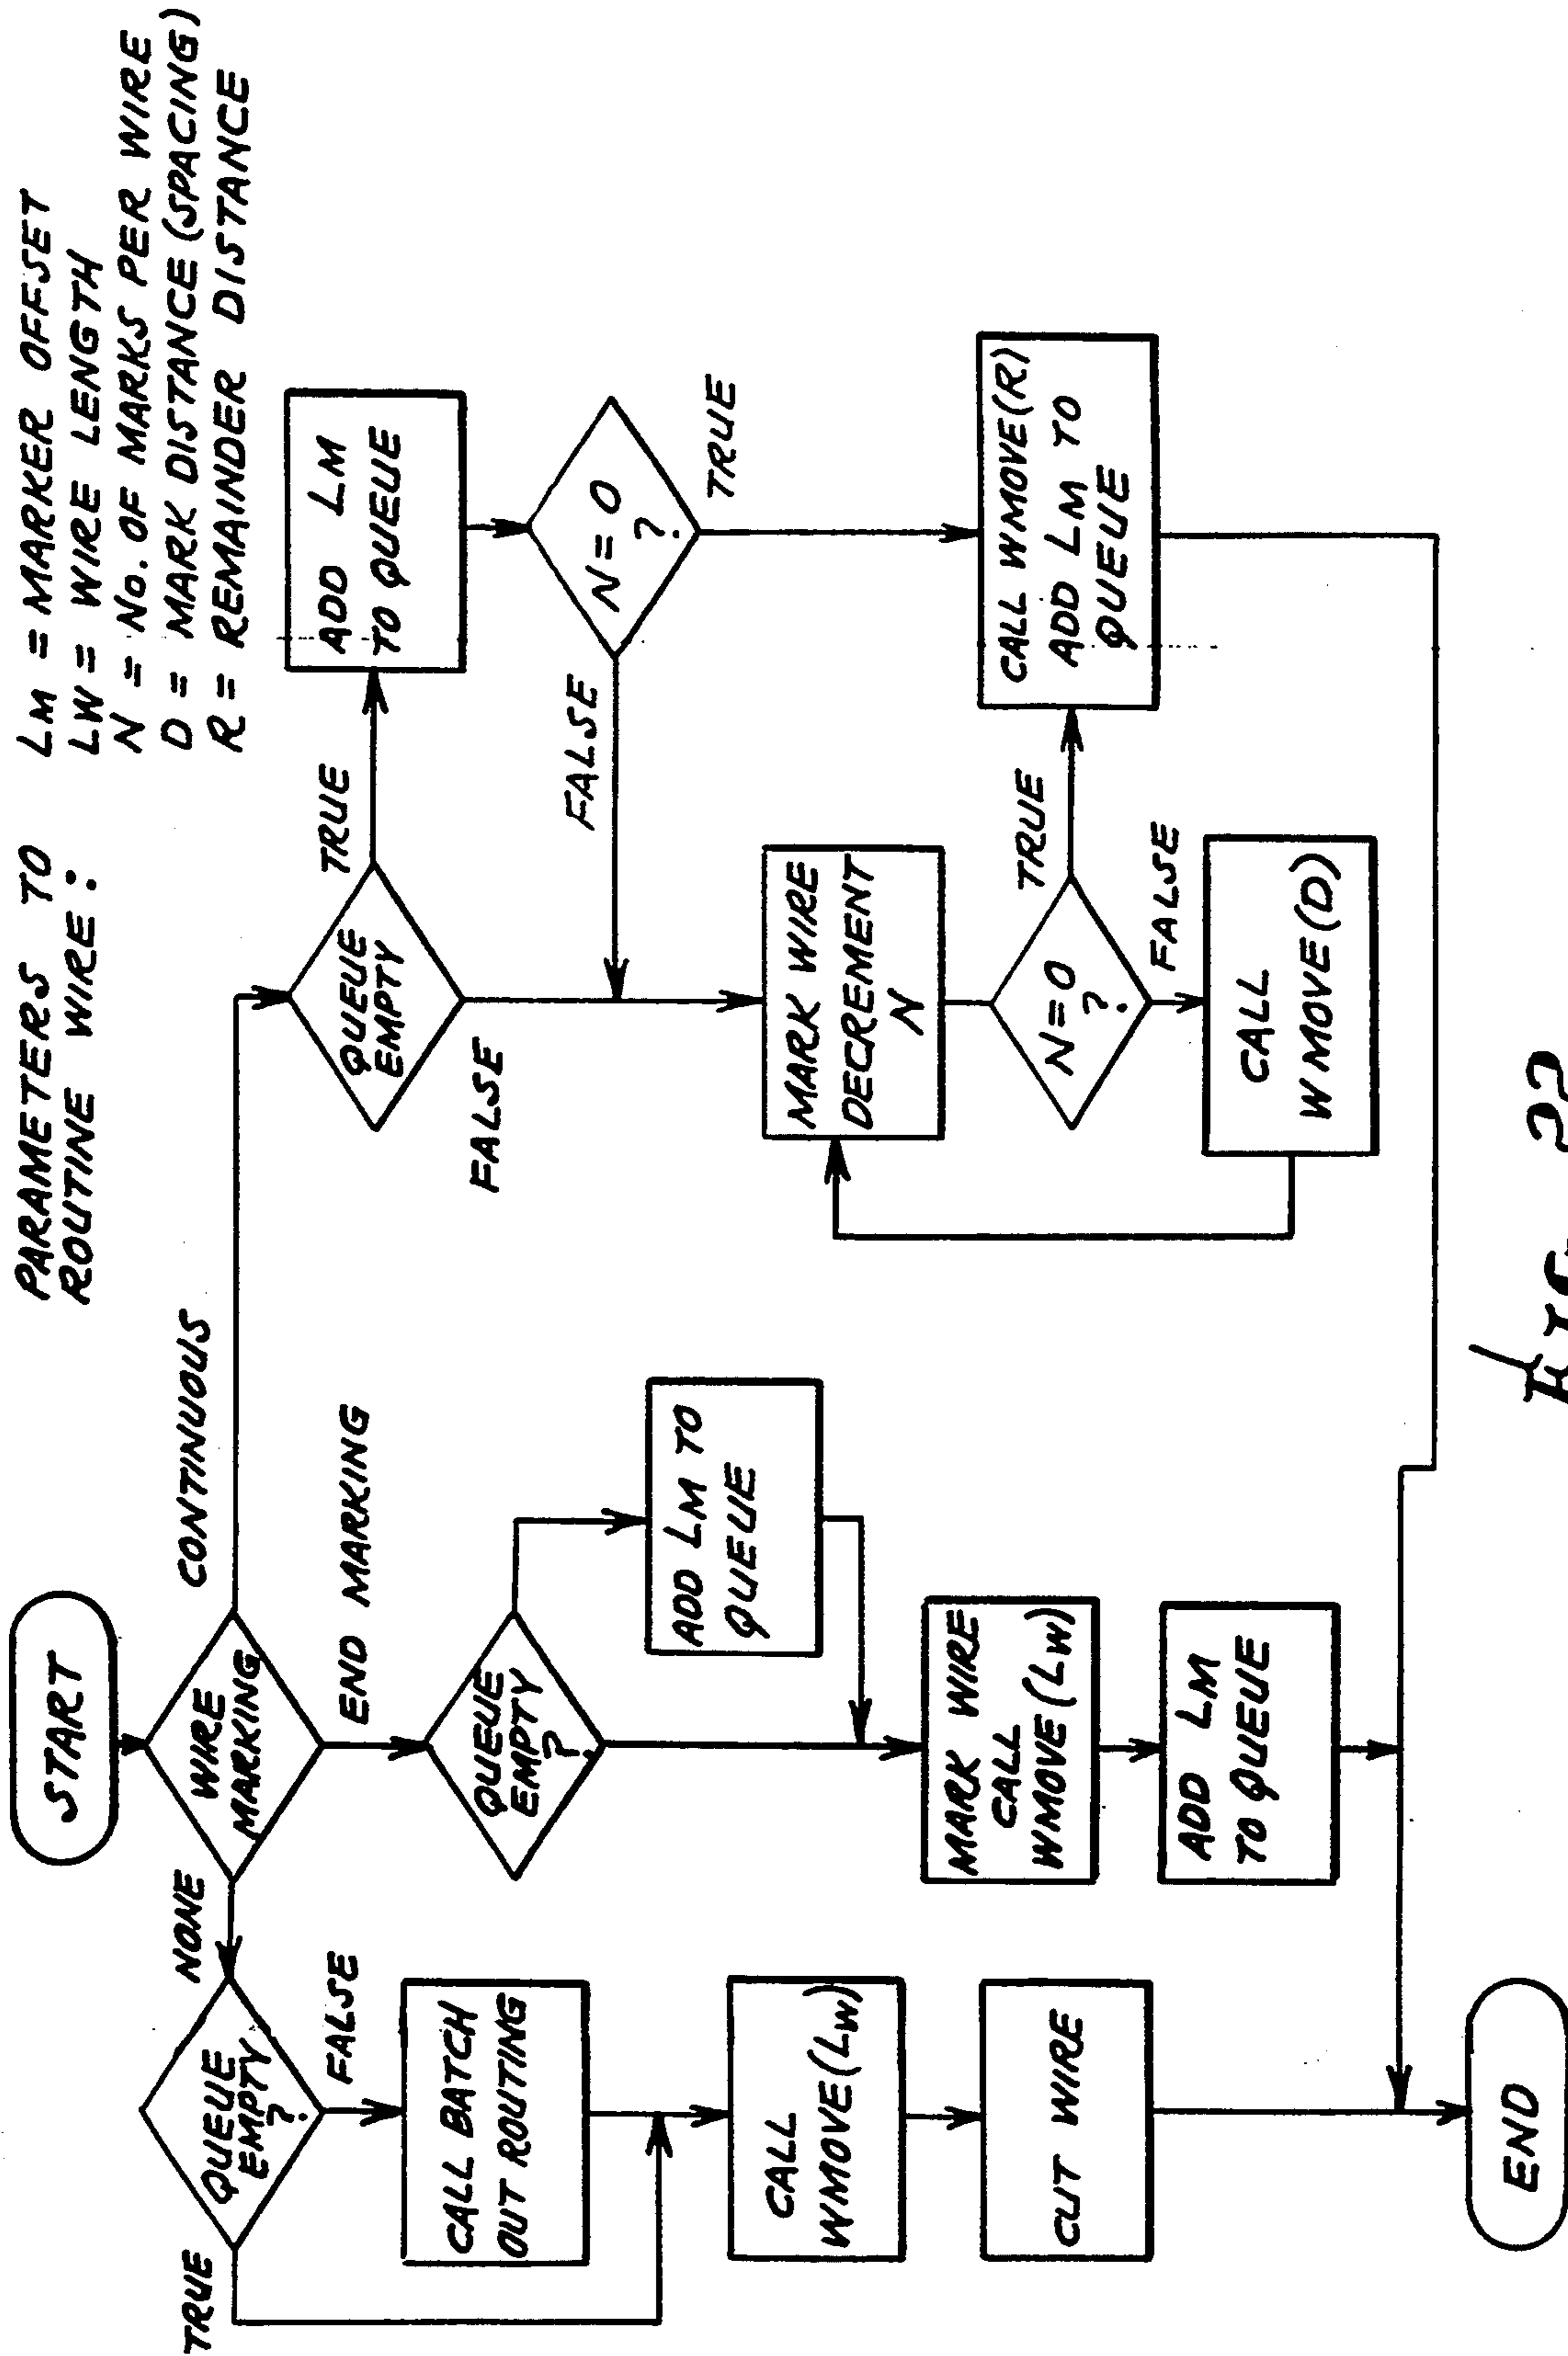 PARAMETERS TO
ROUTINE WIRE:
LM = MARKER OFFSET
LW = WIRE LENGTH
N = NO. OF MARKS PER WIRE
D = MARK DISTANCE (SPACING)
R = REMAINDER DISTANCE
START
WIRE
MARKING
NONE
END MARKING
CONTINUOUS
QUEUE
EMPTY
?
TRUE
FALSE
CALL BATCH
OUT ROUTING
CALL
WMOVE(LW)
CUT WIRE
QUEUE
EMPTY
?
ADD LM TO
QUEUE
MARK WIRE
CALL
WMOVE(LW)
ADD LM
TO QUEUE
QUEUE
EMPTY
TRUE
FALSE
ADD LM
TO QUEUE
N=0
?
FALSE
TRUE
MARK WIRE
DECREMENT
N
N=0
?
TRUE
FALSE
CALL
WMOVE(D)
CALL WMOVE(R)
ADD LM TO
QUEUE
END